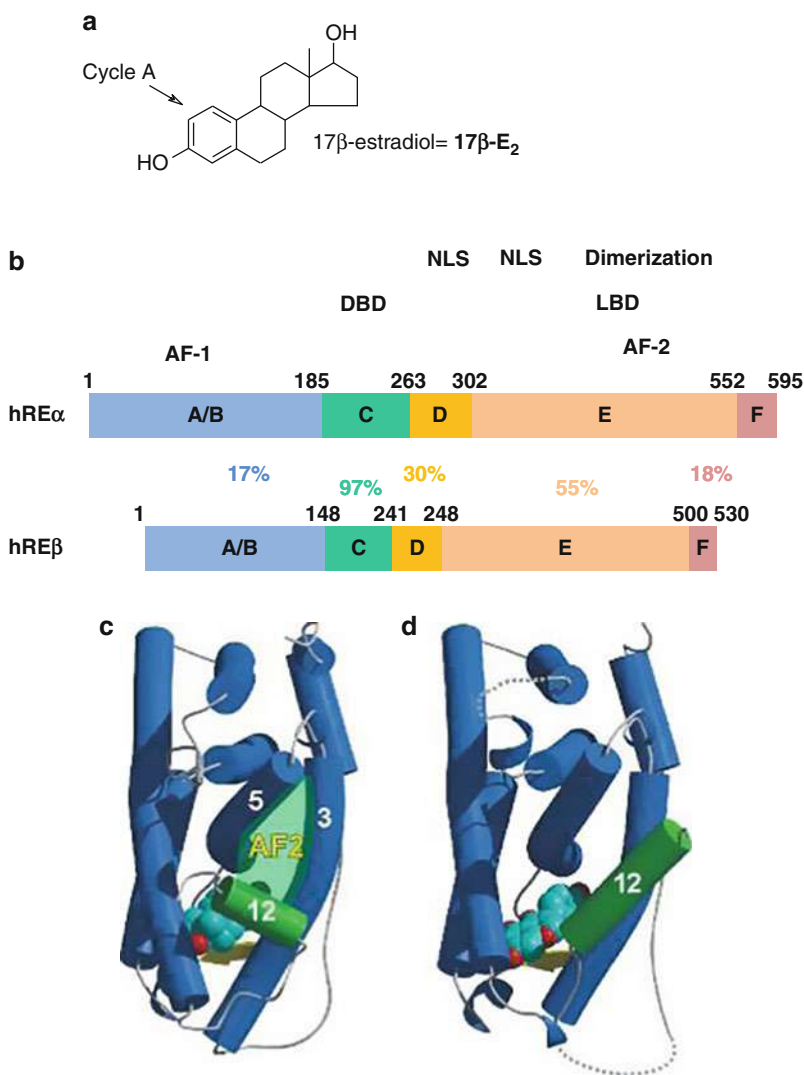 a
OH
Cycle A
17β-estradiol= 17β-E2
HO
b
NLS NLS Dimerization
DBD LBD
AF-1 AF-2
1 185 263 302 552 595
hREα A/B C D E F
17% 97% 30% 55% 18%
1 148 241 248 500 530
hREβ A/B C D E F
c d
5 3
AF2
12 12